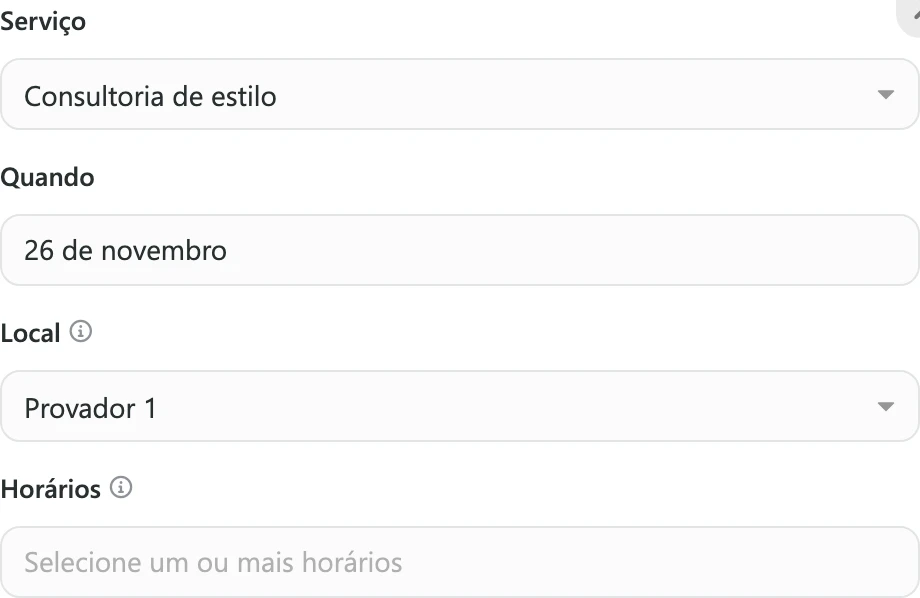 Serviço
Consultoria de estilo
Quando
26 de novembro
Local
Provador 1
Horários
Selecione um ou mais horários